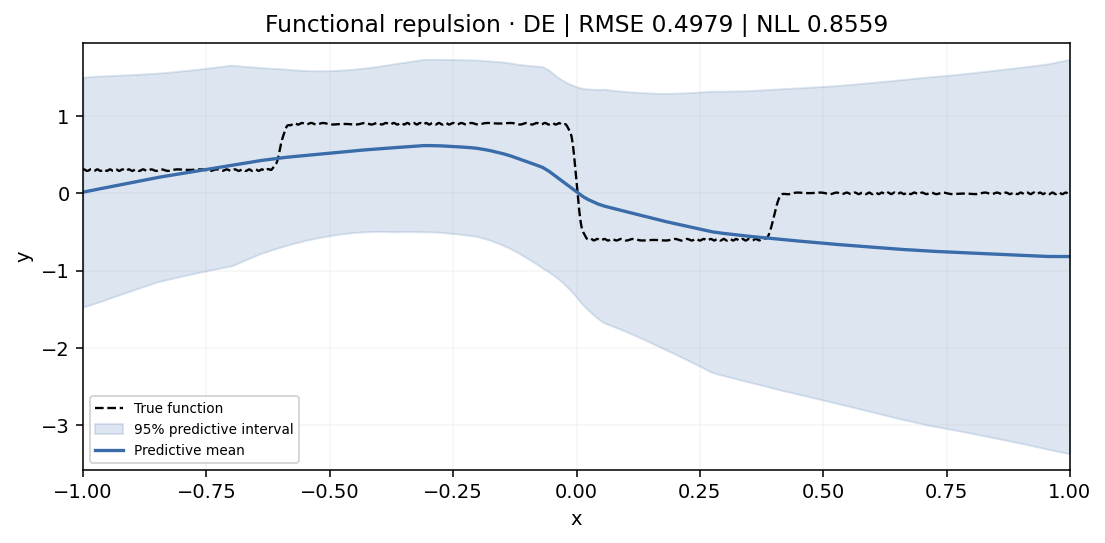 Functional repulsion · DE | RMSE 0.4979 | NLL 0.8559
y
1
0
−1
−2
−3
True function
95% predictive interval
Predictive mean
−1.00 −0.75 −0.50 −0.25 0.00 0.25 0.50 0.75 1.00
x